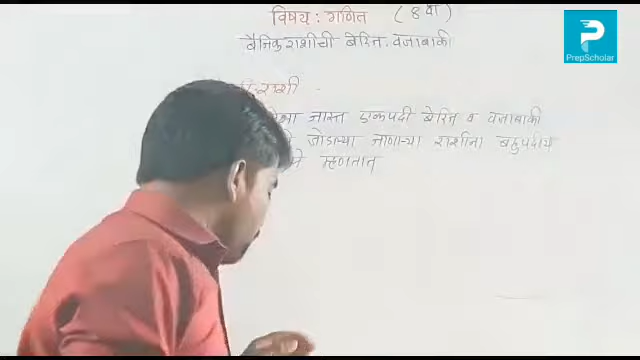 विषय : गणित (8 वा)
बैजिक राशीची बेरित . वजाबाकी
राशी -
जास्त एकपदी बेरित व वजाबाकी
जोडल्या जाणाऱ्या राशींना बहुपदीय
म्हणतात्
P
PrepScholar